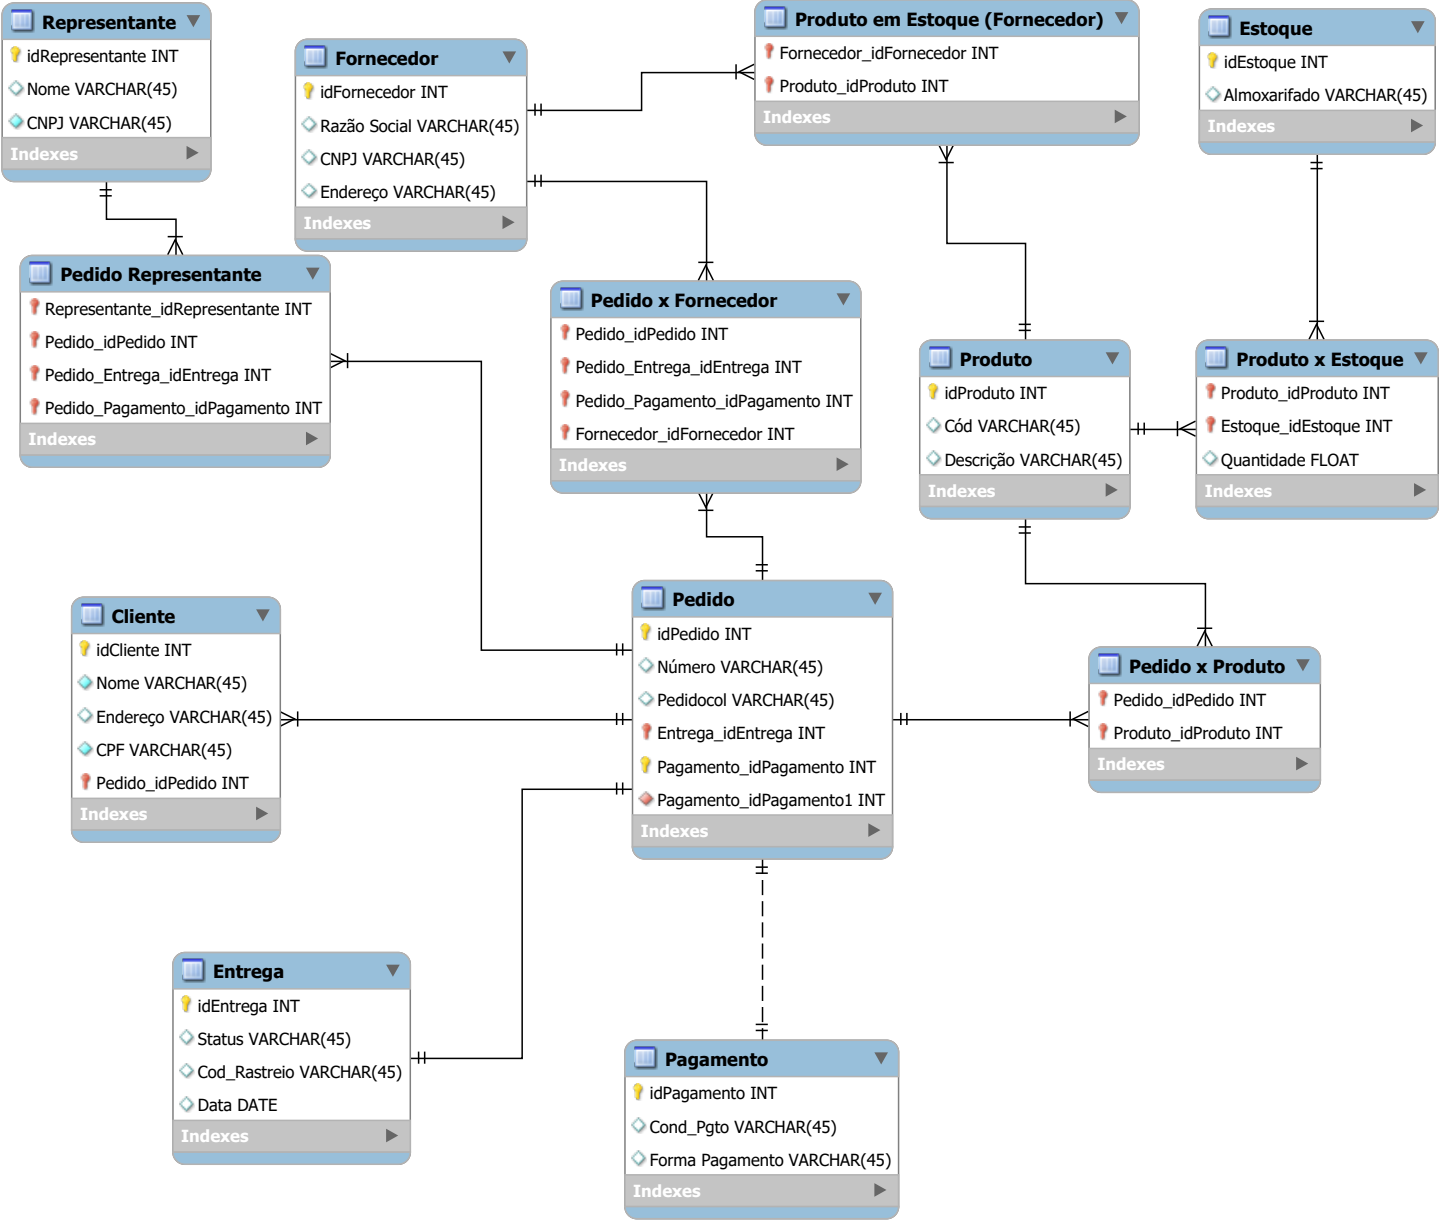 Representante
idRepresentante INT
Nome VARCHAR(45)
CNPJ VARCHAR(45)
Indexes
Fornecedor
idFornecedor INT
Razão Social VARCHAR(45)
CNPJ VARCHAR(45)
Endereço VARCHAR(45)
Indexes
Produto em Estoque (Fornecedor)
Fornecedor_idFornecedor INT
Produto_idProduto INT
Indexes
Estoque
idEstoque INT
Almoxarifado VARCHAR(45)
Indexes
Pedido Representante
Representante_idRepresentante INT
Pedido_idPedido INT
Pedido_Entrega_idEntrega INT
Pedido_Pagamento_idPagamento INT
Indexes
Pedido x Fornecedor
Pedido_idPedido INT
Pedido_Entrega_idEntrega INT
Pedido_Pagamento_idPagamento INT
Fornecedor_idFornecedor INT
Indexes
Produto
idProduto INT
Cód VARCHAR(45)
Descrição VARCHAR(45)
Indexes
Produto x Estoque
Produto_idProduto INT
Estoque_idEstoque INT
Quantidade FLOAT
Indexes
Cliente
idCliente INT
Nome VARCHAR(45)
Endereço VARCHAR(45)
CPF VARCHAR(45)
Pedido_idPedido INT
Indexes
Pedido
idPedido INT
Número VARCHAR(45)
Pedidocol VARCHAR(45)
Entrega_idEntrega INT
Pagamento_idPagamento INT
Pagamento_idPagamento1 INT
Indexes
Pedido x Produto
Pedido_idPedido INT
Produto_idProduto INT
Indexes
Entrega
idEntrega INT
Status VARCHAR(45)
Cod_Rastreio VARCHAR(45)
Data DATE
Indexes
Pagamento
idPagamento INT
Cond_Pgto VARCHAR(45)
Forma Pagamento VARCHAR(45)
Indexes